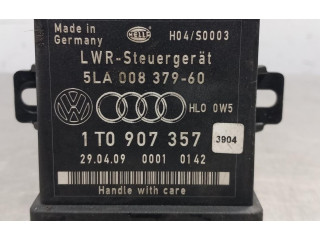 Made in Germany
HELLA
H04/S0003
LWR-Steuergerät
5LA 008 379-60
HLO 0W5
1T0 907 357
3904
29.04.09 0001 0142
Handle with care